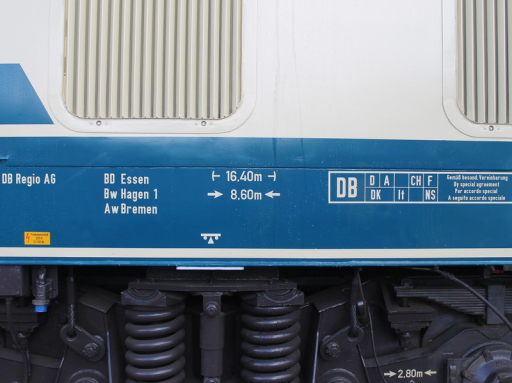 DB Regio AG
BD Essen
Bw Hagen 1
Aw Bremen
16,40m
8,60m
DB
D A CH F
DK It NS
Gemäß besond. Vereinbarung
By special agreement
Par accords special
A seguito accordo speciale
2,80m